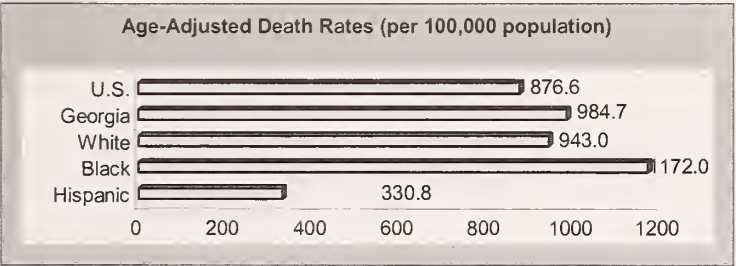 Age-Adjusted Death Rates (per 100,000 population)
U.S. 876.6
Georgia 984.7
White 943.0
Black 1172.0
Hispanic 330.8
0 200 400 600 800 1000 1200